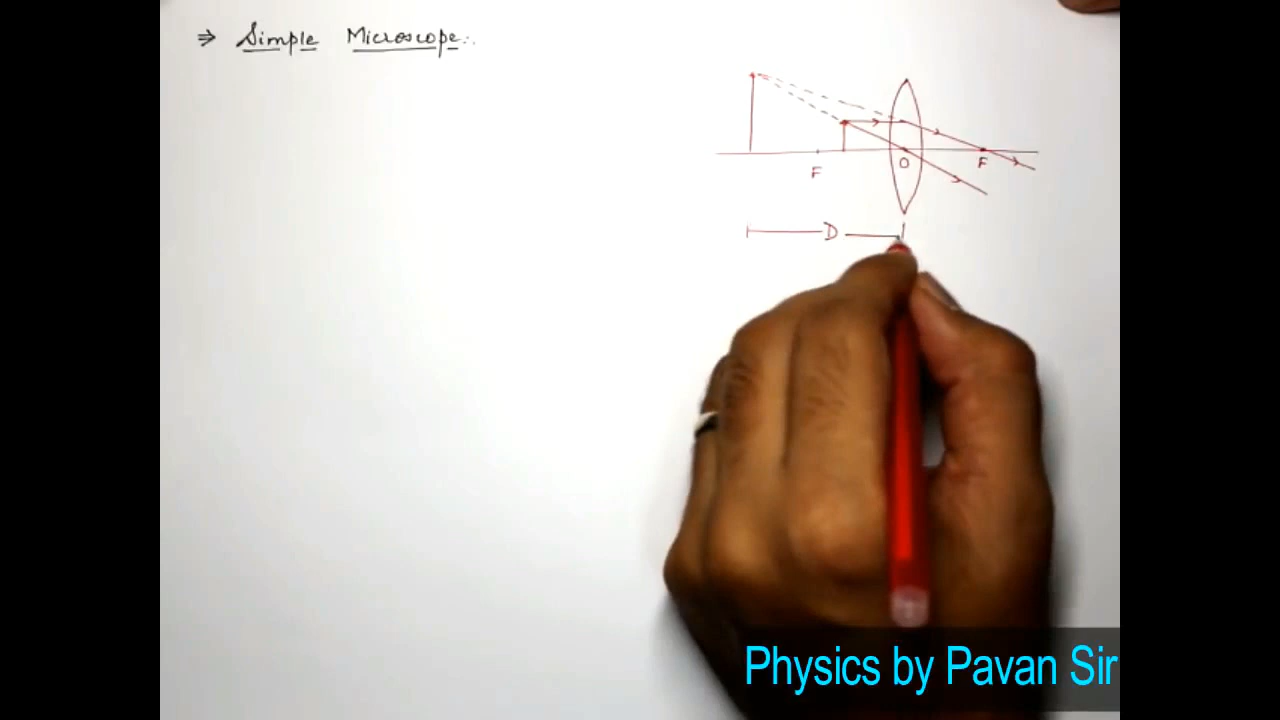 ⇒ Simple Microscope:.
F
O
F
D
Physics by Pavan Sir